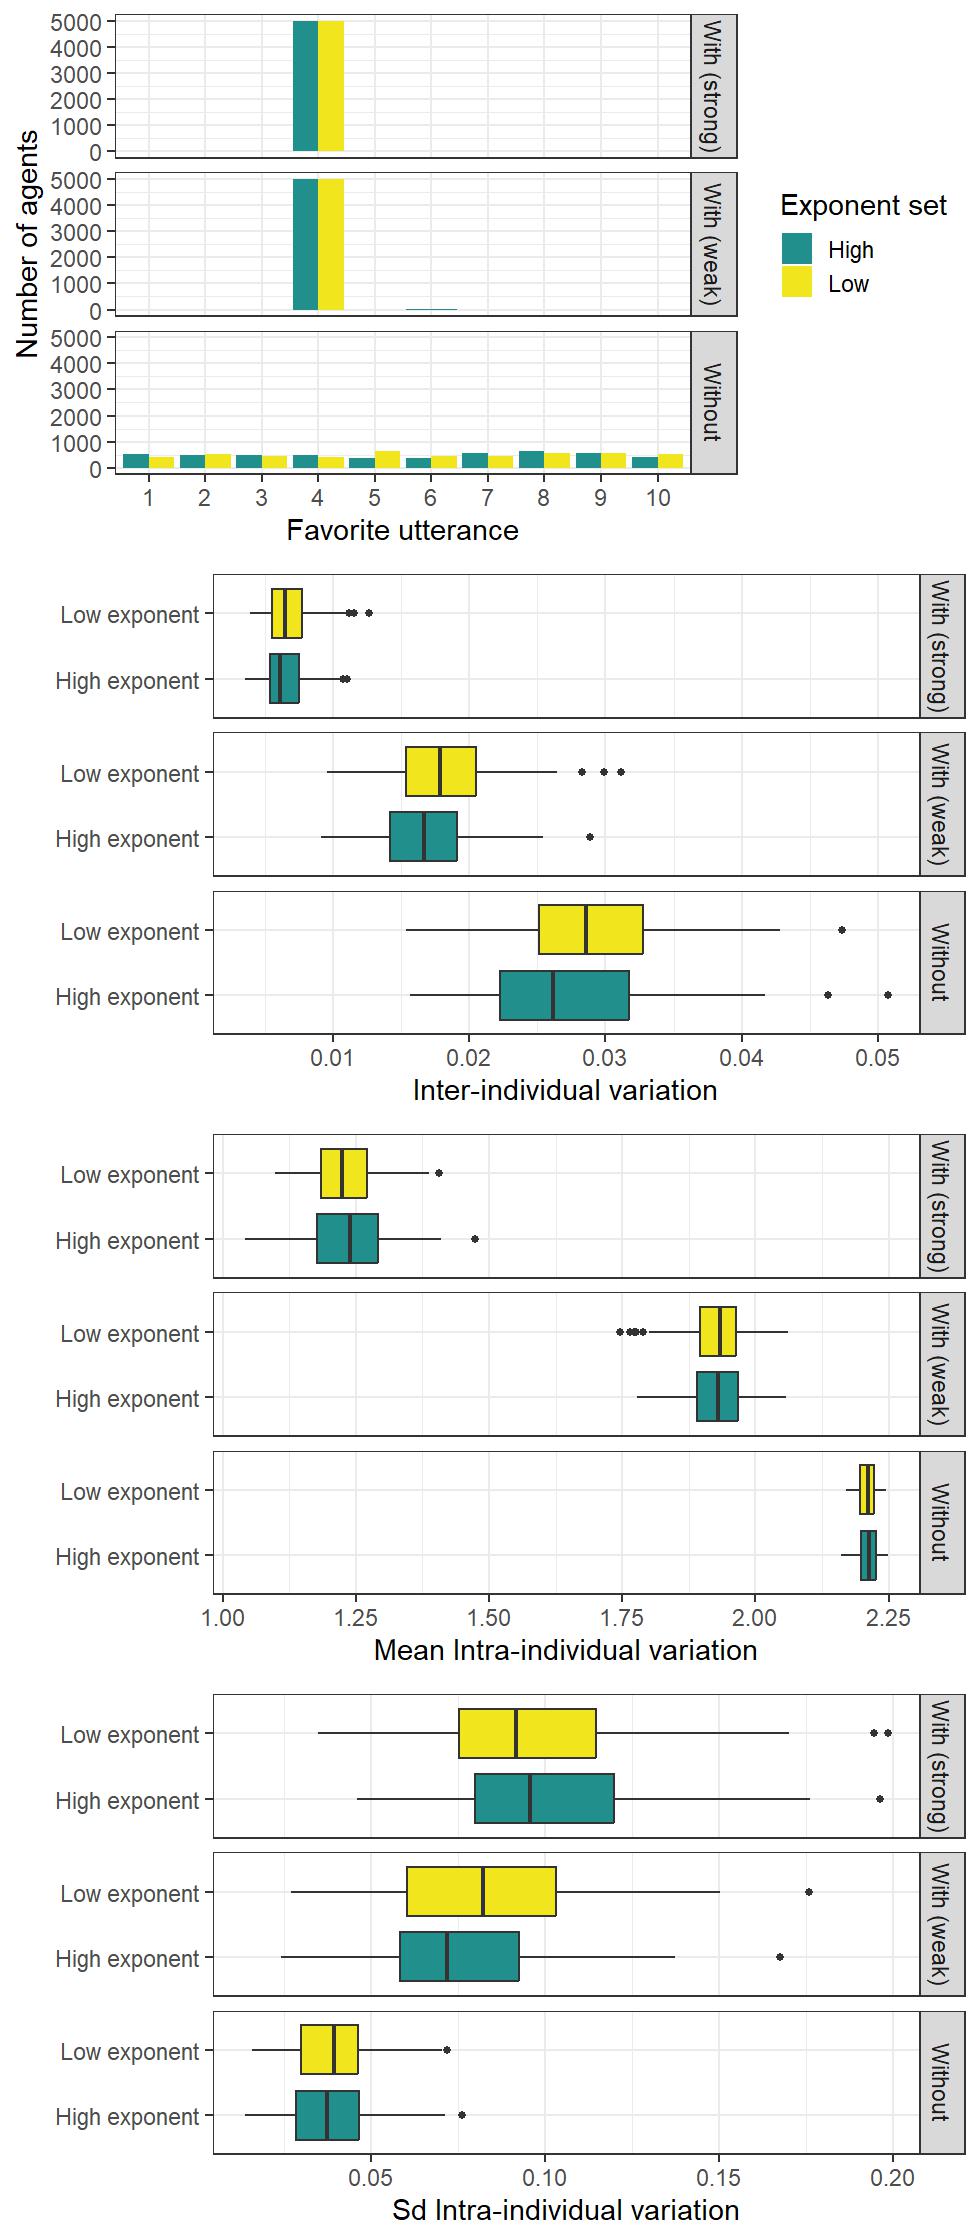 5000
4000
3000
2000
1000
0
With (strong)
5000
4000
3000
2000
1000
0
With (weak)
5000
4000
3000
2000
1000
0
Without
Number of agents
1 2 3 4 5 6 7 8 9 10
Favorite utterance
Exponent set
High
Low
Low exponent
High exponent
With (strong)
Low exponent
High exponent
With (weak)
Low exponent
High exponent
Without
0.01 0.02 0.03 0.04 0.05
Inter-individual variation
Low exponent
High exponent
With (strong)
Low exponent
High exponent
With (weak)
Low exponent
High exponent
Without
1.00 1.25 1.50 1.75 2.00 2.25
Mean Intra-individual variation
Low exponent
High exponent
With (strong)
Low exponent
High exponent
With (weak)
Low exponent
High exponent
Without
0.05 0.10 0.15 0.20
Sd Intra-individual variation